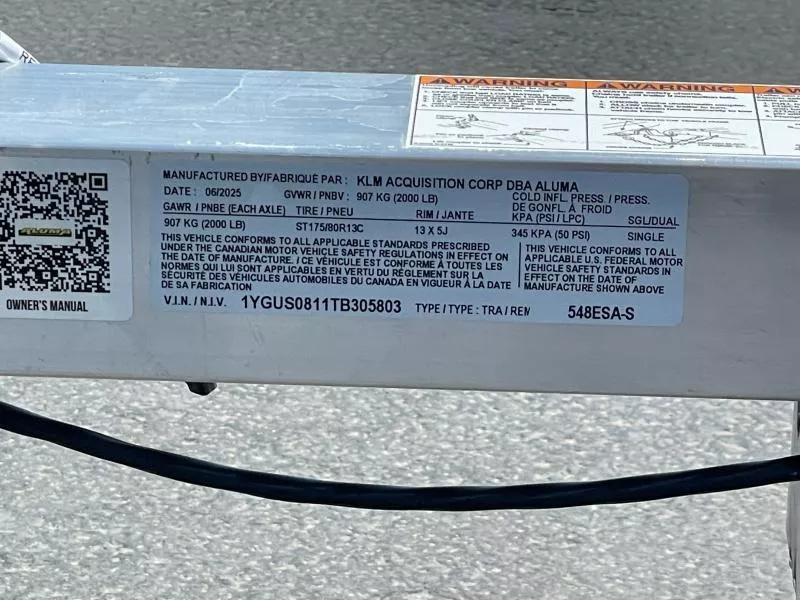 WARNING
WARNING
ALUMA
OWNER'S MANUAL
MANUFACTURED BY/FABRIQUÉ PAR : KLM ACQUISITION CORP DBA ALUMA
DATE : 06/2025 GVWR / PNBV : 907 KG (2000 LB) COLD INFL. PRESS. / PRESS. DE GONFL. À FROID
GAWR / PNBE (EACH AXLE) TIRE / PNEU RIM / JANTE KPA (PSI / LPC) SGL/DUAL
907 KG (2000 LB) ST175/80R13C 13 X 5J 345 KPA (50 PSI) SINGLE
THIS VEHICLE CONFORMS TO ALL APPLICABLE STANDARDS PRESCRIBED
UNDER THE CANADIAN MOTOR VEHICLE SAFETY REGULATIONS IN EFFECT ON
THE DATE OF MANUFACTURE. / CE VÉHICULE EST CONFORME À TOUTES LES
NORMES QUI LUI SONT APPLICABLES EN VERTU DU RÈGLEMENT SUR LA
SÉCURITÉ DES VÉHICULES AUTOMOBILES DU CANADA EN VIGUEUR À LA DATE
DE SA FABRICATION
THIS VEHICLE CONFORMS TO ALL
APPLICABLE U.S. FEDERAL MOTOR
VEHICLE SAFETY STANDARDS IN
EFFECT ON THE DATE OF
MANUFACTURE SHOWN ABOVE
V.I.N. / N.I.V. 1YGUS0811TB305803 TYPE / TYPE : TRA / REM 548ESA-S